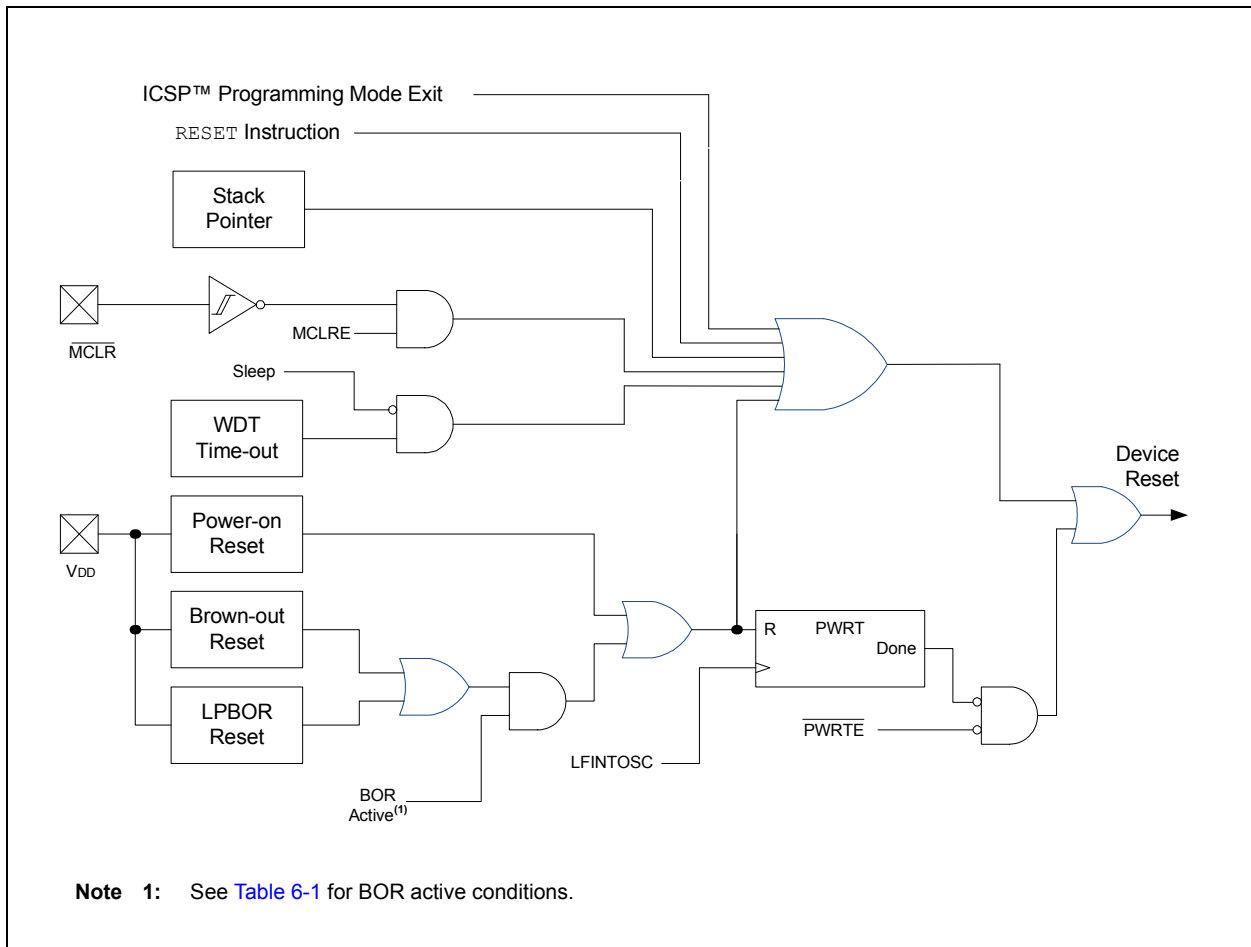 ICSP™ Programming Mode Exit
RESET Instruction
Stack
Pointer
MCLR
MCLRE
Sleep
WDT
Time-out
Device
Reset
VDD
Power-on
Reset
Brown-out
Reset
R PWRT
Done
LPBOR
Reset
PWRTE
LFINTOSC
BOR
Active(1)
Note 1: See Table 6-1 for BOR active conditions.